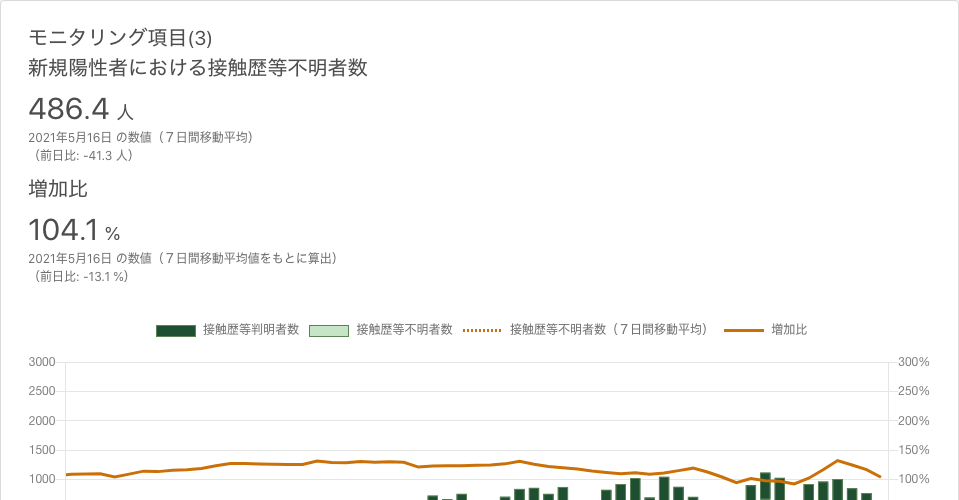 モニタリング項目(3)
新規陽性者における接触歴等不明者数
486.4 人
2021年5月16日 の数値（７日間移動平均）
（前日比: -41.3 人）
増加比
104.1 %
2021年5月16日 の数値（７日間移動平均値をもとに算出）
（前日比: -13.1 %）
接触歴等判明者数 接触歴等不明者数 接触歴等不明者数（７日間移動平均） 増加比
3000 300%
2500 250%
2000 200%
1500 150%
1000 100%